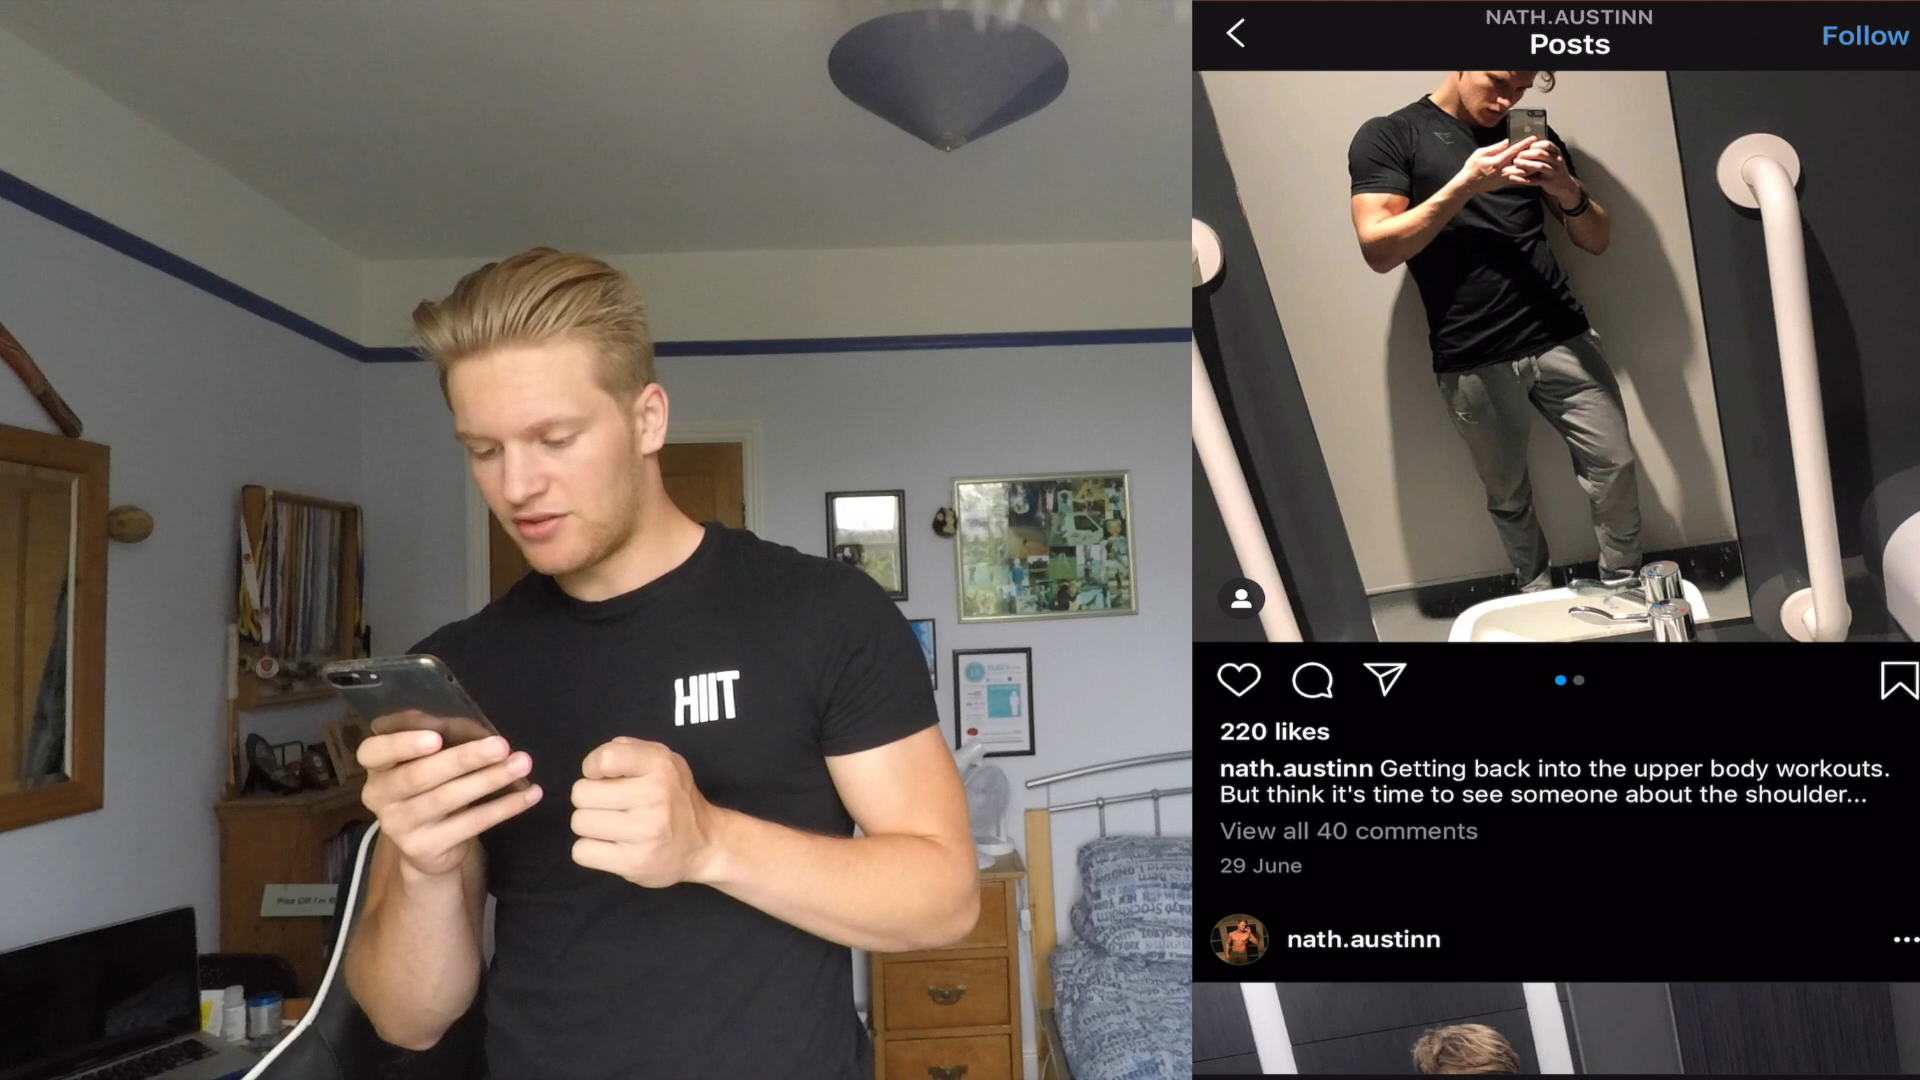 HIIT
NATH.AUSTINN
Posts
Follow
220 likes
nath.austinn Getting back into the upper body workouts.
But think it's time to see someone about the shoulder...
View all 40 comments
29 June
nath.austinn